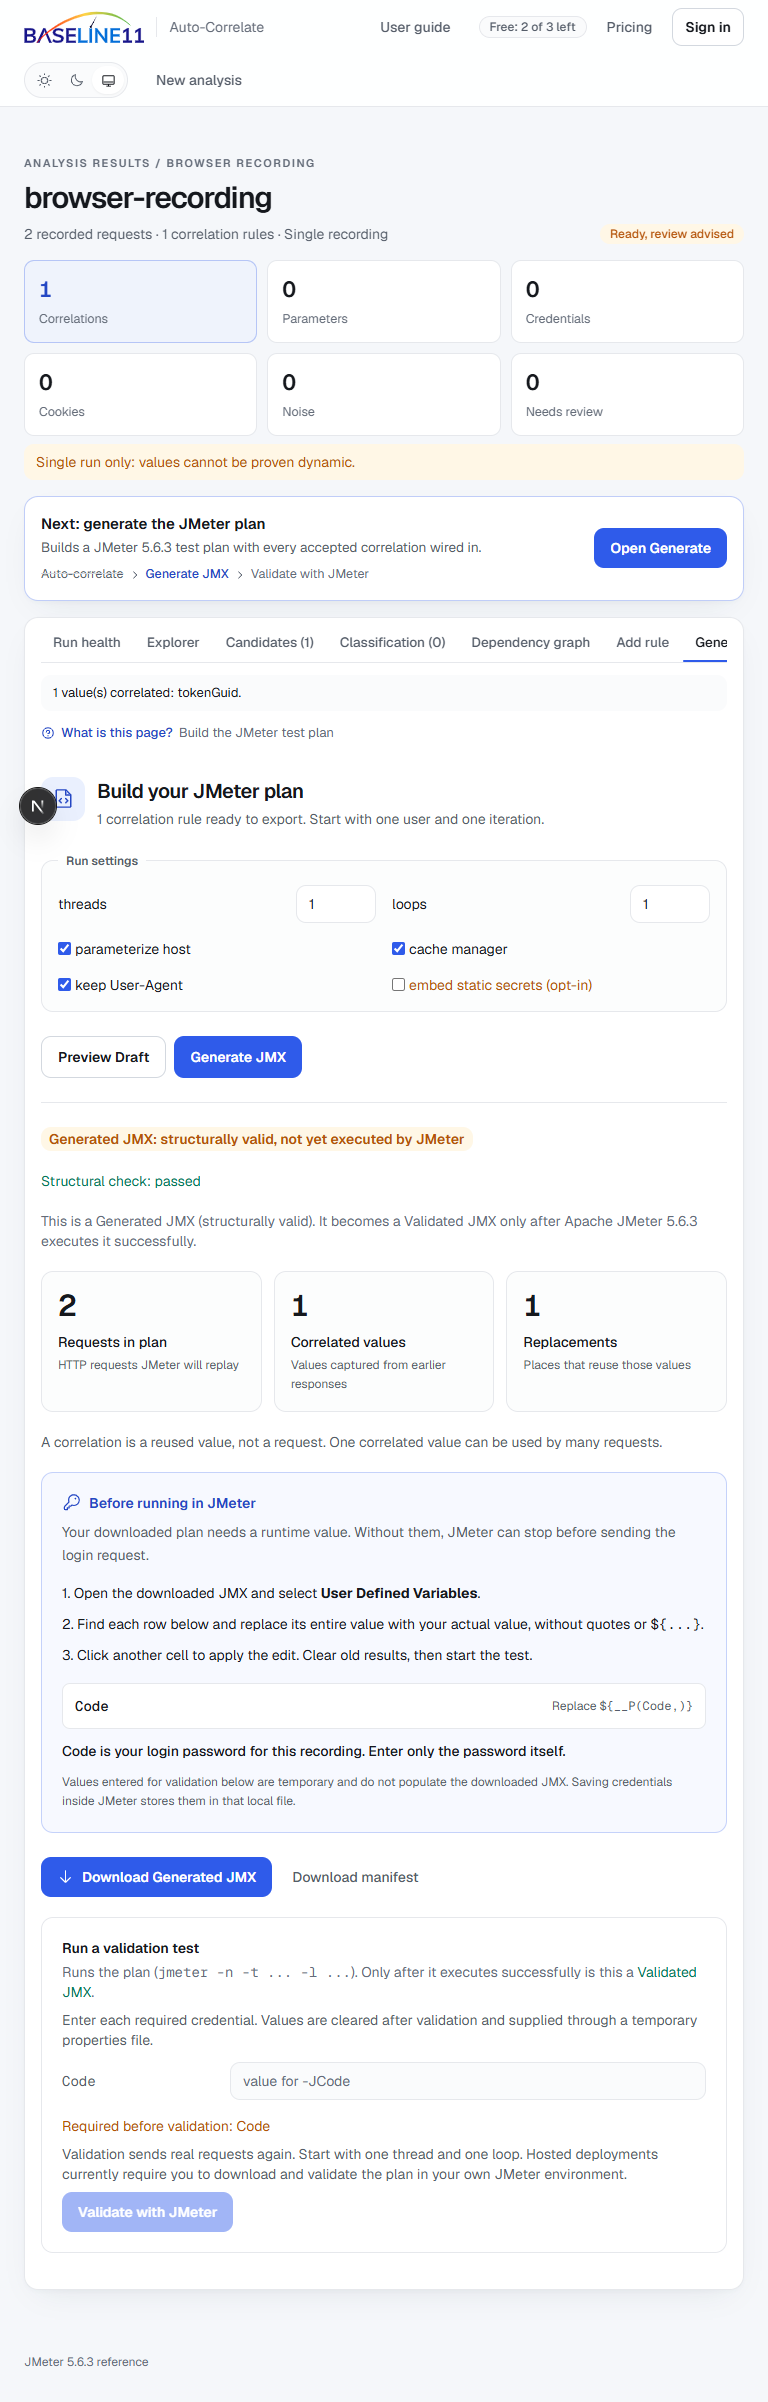 BASELINE11
Auto-Correlate
User guide
Free: 2 of 3 left
Pricing
Sign in
New analysis
ANALYSIS RESULTS / BROWSER RECORDING
browser-recording
2 recorded requests · 1 correlation rules · Single recording
Ready, review advised
1
Correlations
0
Parameters
0
Credentials
0
Cookies
0
Noise
0
Needs review
Single run only: values cannot be proven dynamic.
Next: generate the JMeter plan
Builds a JMeter 5.6.3 test plan with every accepted correlation wired in.
Auto-correlate > Generate JMX > Validate with JMeter
Open Generate
Run health
Explorer
Candidates (1)
Classification (0)
Dependency graph
Add rule
Gene
1 value(s) correlated: tokenGuid.
What is this page? Build the JMeter test plan
N
Build your JMeter plan
1 correlation rule ready to export. Start with one user and one iteration.
Run settings
threads
1
loops
1
parameterize host
cache manager
keep User-Agent
embed static secrets (opt-in)
Preview Draft
Generate JMX
Generated JMX: structurally valid, not yet executed by JMeter
Structural check: passed
This is a Generated JMX (structurally valid). It becomes a Validated JMX only after Apache JMeter 5.6.3
executes it successfully.
2
Requests in plan
HTTP requests JMeter will replay
1
Correlated values
Values captured from earlier
responses
1
Replacements
Places that reuse those values
A correlation is a reused value, not a request. One correlated value can be used by many requests.
Before running in JMeter
Your downloaded plan needs a runtime value. Without them, JMeter can stop before sending the
login request.
1. Open the downloaded JMX and select User Defined Variables.
2. Find each row below and replace its entire value with your actual value, without quotes or ${...}.
3. Click another cell to apply the edit. Clear old results, then start the test.
Code
Replace ${__P(Code,)}
Code is your login password for this recording. Enter only the password itself.
Values entered for validation below are temporary and do not populate the downloaded JMX. Saving credentials
inside JMeter stores them in that local file.
Download Generated JMX
Download manifest
Run a validation test
Runs the plan (jmeter -n -t ... -l ...). Only after it executes successfully is this a Validated
JMX.
Enter each required credential. Values are cleared after validation and supplied through a temporary
properties file.
Code
value for -JCode
Required before validation: Code
Validation sends real requests again. Start with one thread and one loop. Hosted deployments
currently require you to download and validate the plan in your own JMeter environment.
Validate with JMeter
JMeter 5.6.3 reference